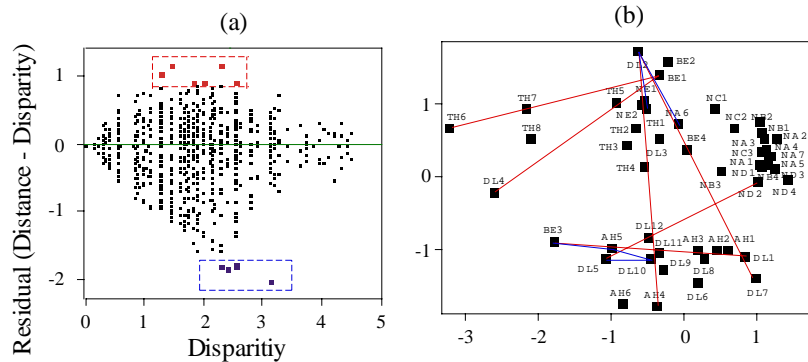 (a)
(b)
Residual (Distance - Disparity)
1
0
-1
-2
0
1
2
3
4
5
Disparitiy
1
0
-1
-3
-2
-1
0
1
DL2
BE2
BE1
TH7
TH5
NE1
TH6
NA6
NC1
NE2
TH1
NC2
NB2
TH2
NB1
TH8
TH3
DL3
BE4
NA3
NA2
NC3
NA4
TH4
NA1
NA7
NA5
DL4
NB3
ND1
NB4
ND3
ND2
ND4
BE3
AH5
DL12
DL11
AH3
AH2
AH1
DL5
DL10
DL9
DL8
DL1
AH6
AH4
DL6
DL7